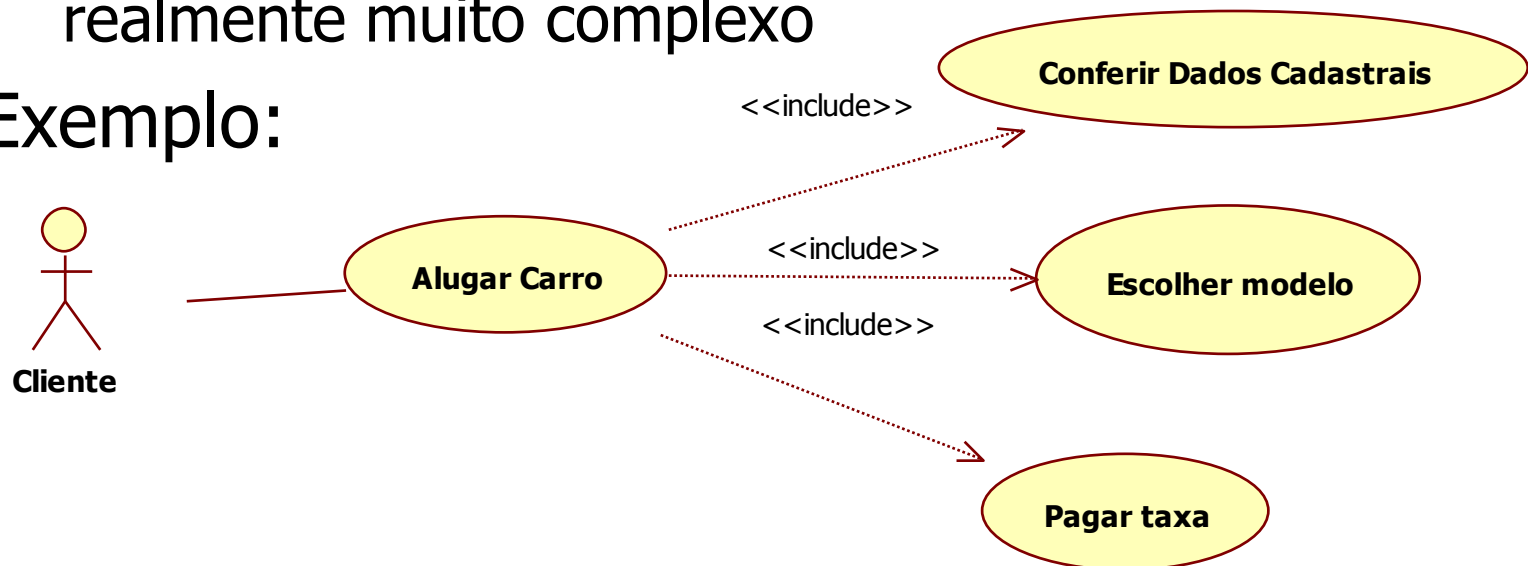 realmente muito complexo
Exemplo:
<<include>>
Conferir Dados Cadastrais
<<include>>
Alugar Carro
Escolher modelo
<<include>>
Cliente
Pagar taxa